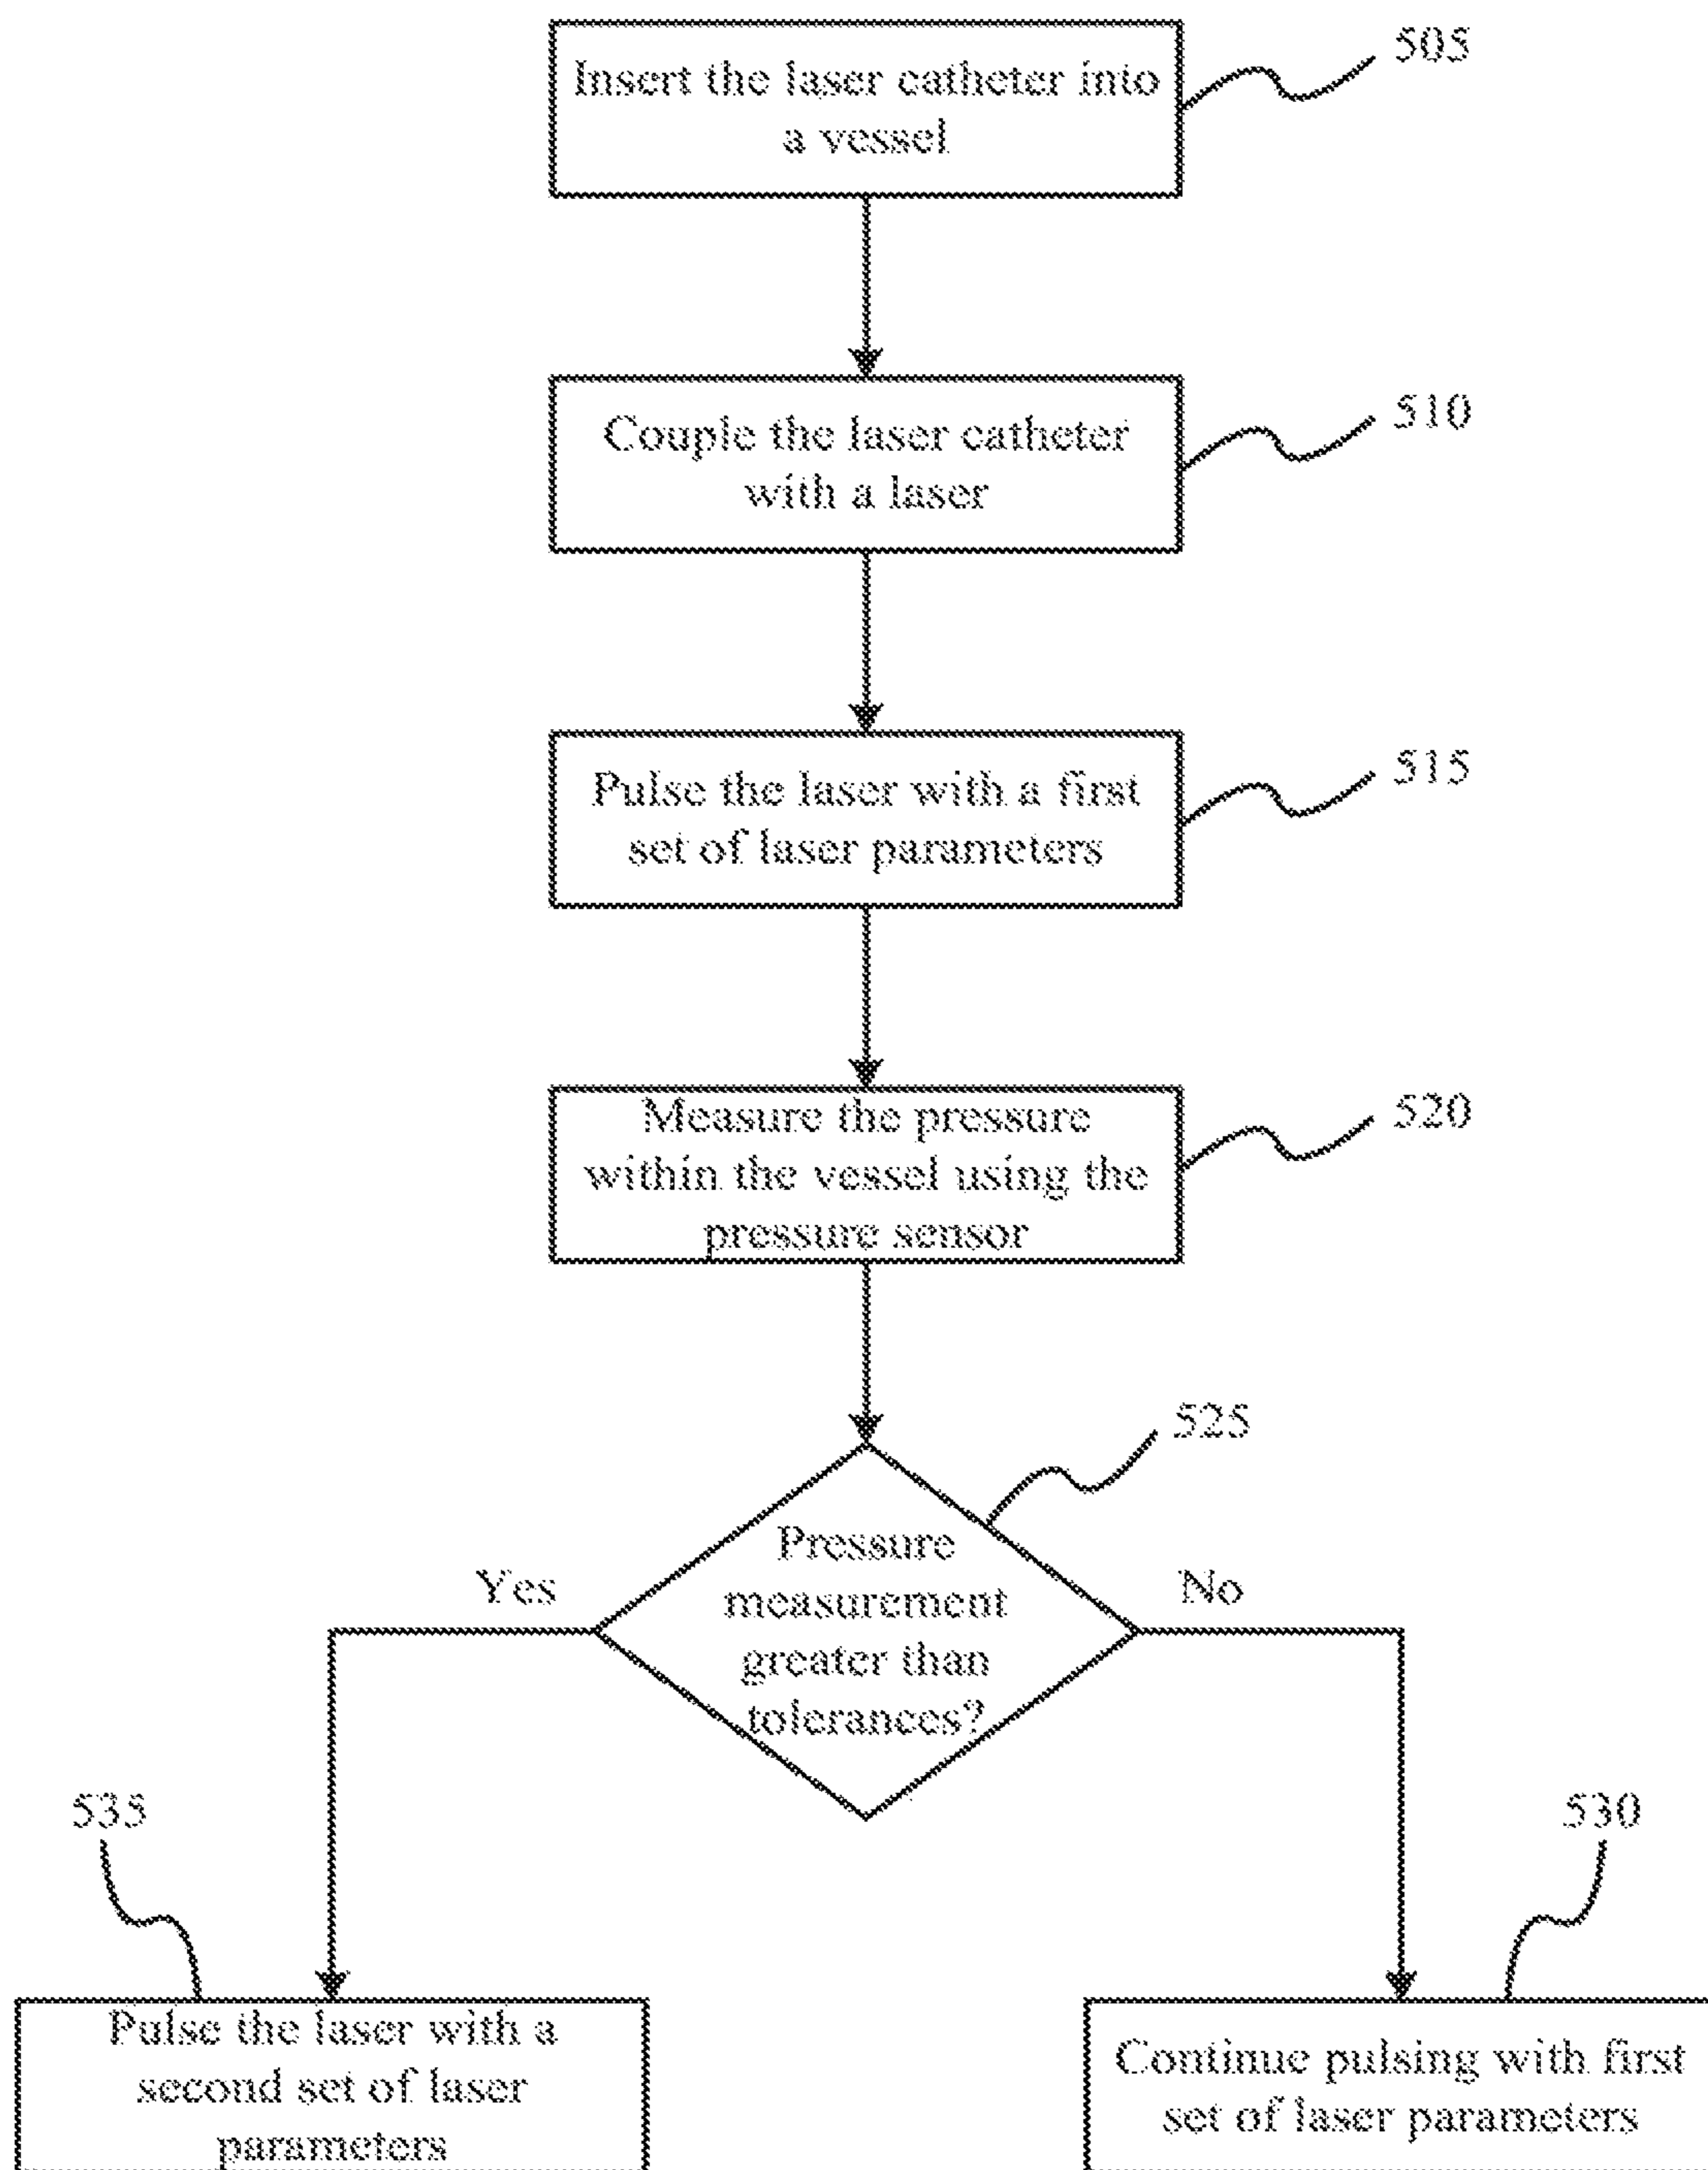 Insert the laser catheter into
a vessel
505
Couple the laser catheter
with a laser
510
Pulse the laser with a first
set of laser parameters
515
Measure the pressure
within the vessel using the
pressure sensor
520
525
Pressure
measurement
greater than
tolerances?
Yes
No
535
530
Pulse the laser with a
second set of laser
parameters
Continue pulsing with first
set of laser parameters